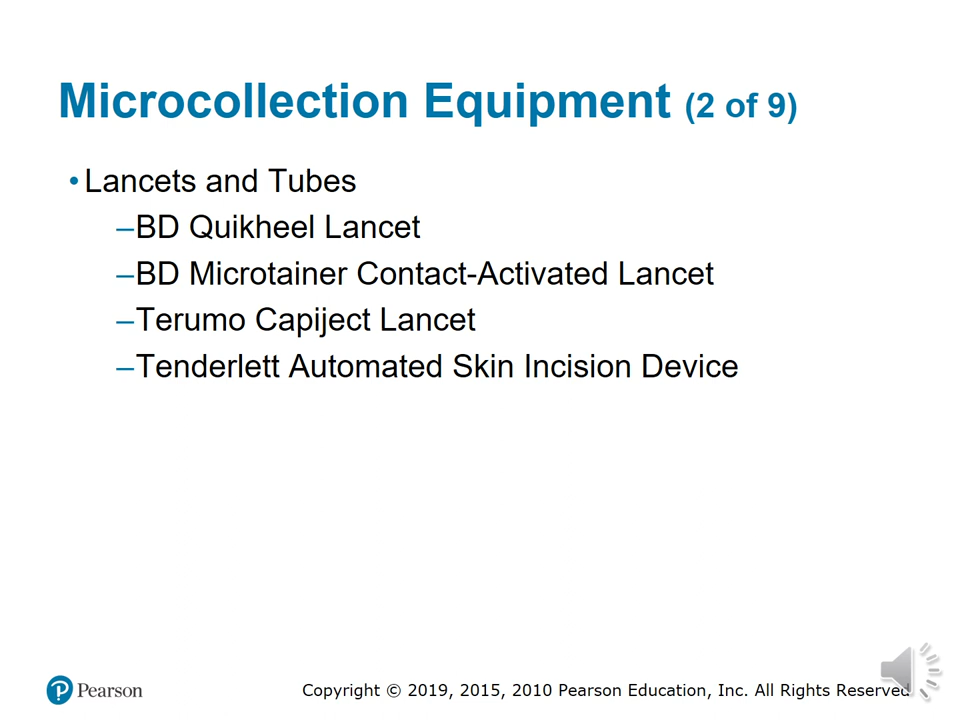 Microcollection Equipment (2 of 9)
• Lancets and Tubes
–BD Quikheel Lancet
–BD Microtainer Contact-Activated Lancet
–Terumo Capiject Lancet
–Tenderlett Automated Skin Incision Device
Pearson
Copyright © 2019, 2015, 2010 Pearson Education, Inc. All Rights Reserved